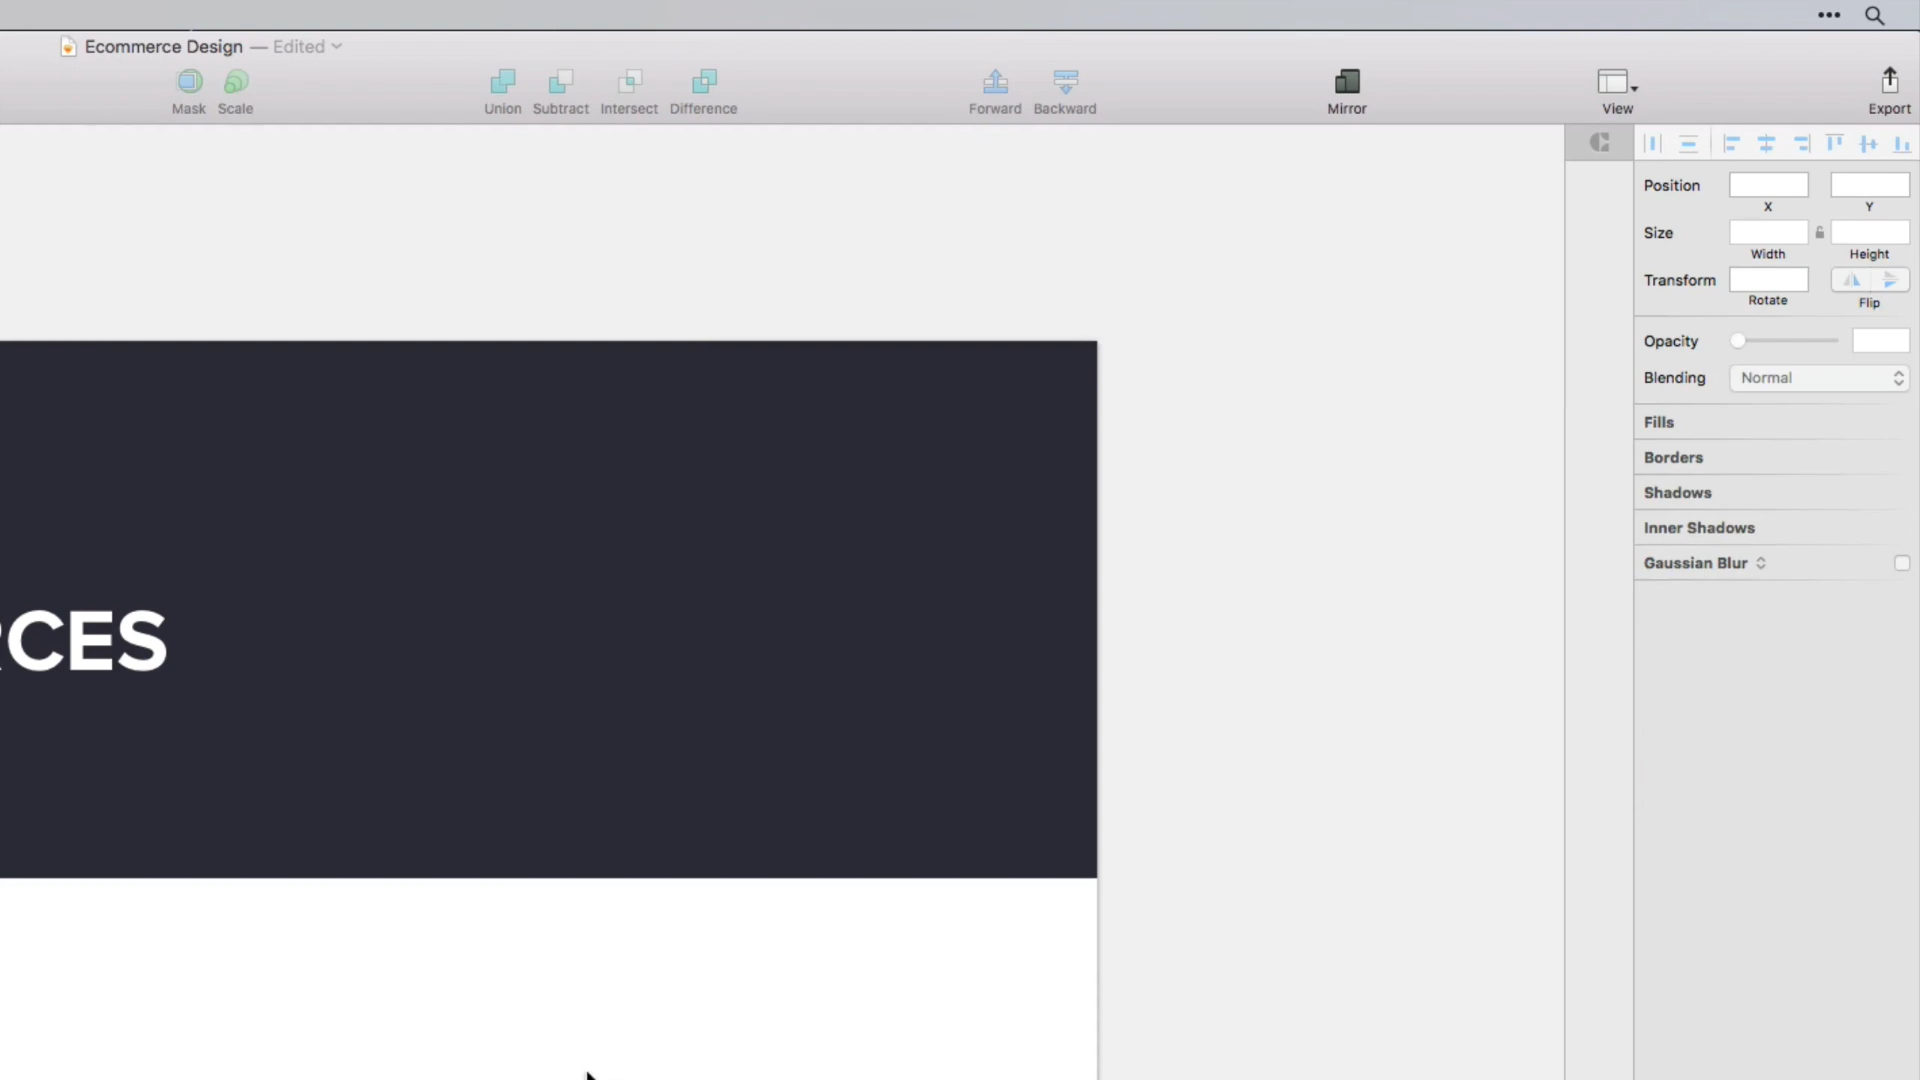 Ecommerce Design — Edited
Mask Scale Union Subtract Intersect Difference Forward Backward Mirror View Export
Position
X Y
Size
Width Height
Transform
Rotate Flip
Opacity
Blending Normal
Fills
Borders
Shadows
Inner Shadows
Gaussian Blur
RCES